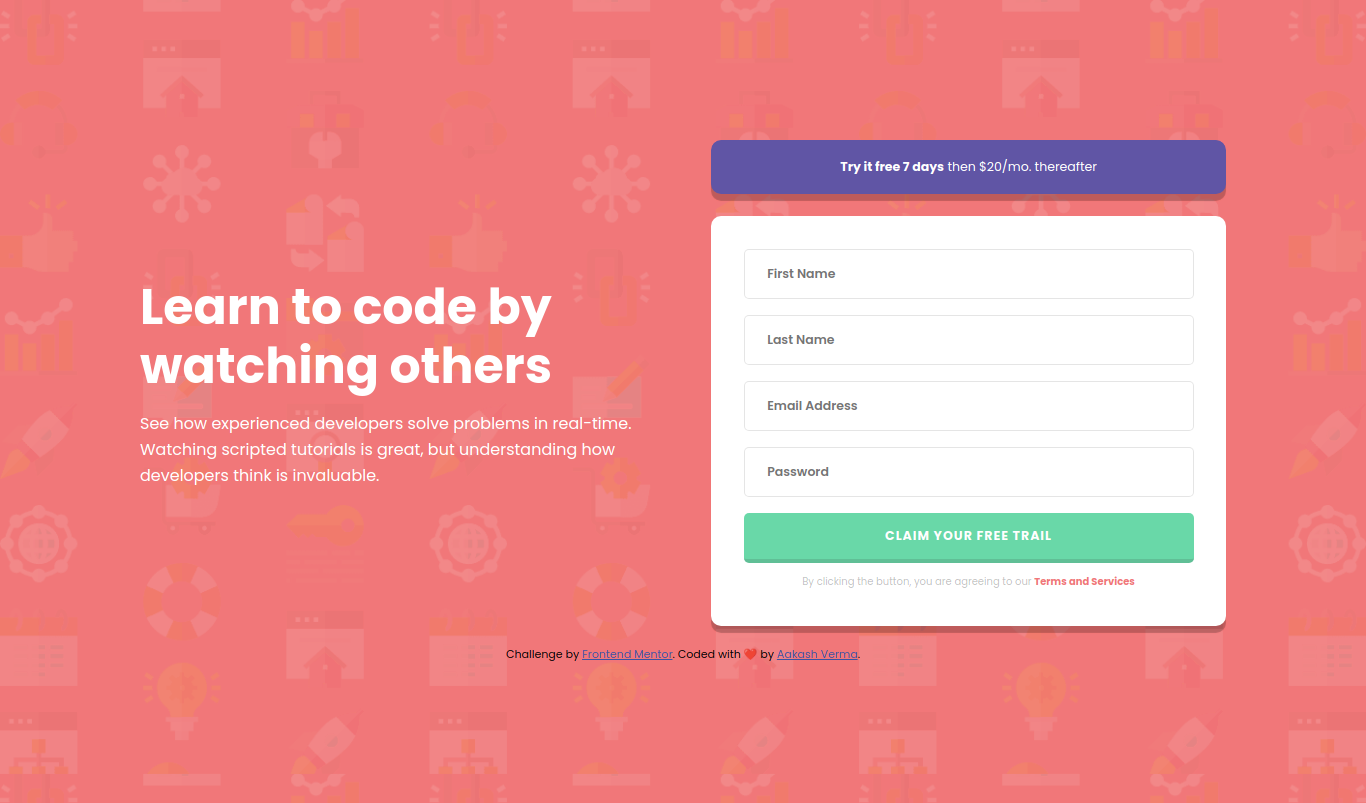 Learn to code by
watching others
See how experienced developers solve problems in real-time.
Watching scripted tutorials is great, but understanding how
developers think is invaluable.
Try it free 7 days then $20/mo. thereafter
First Name
Last Name
Email Address
Password
CLAIM YOUR FREE TRAIL
By clicking the button, you are agreeing to our Terms and Services
Challenge by Frontend Mentor. Coded with ❤️ by Aakash Verma.